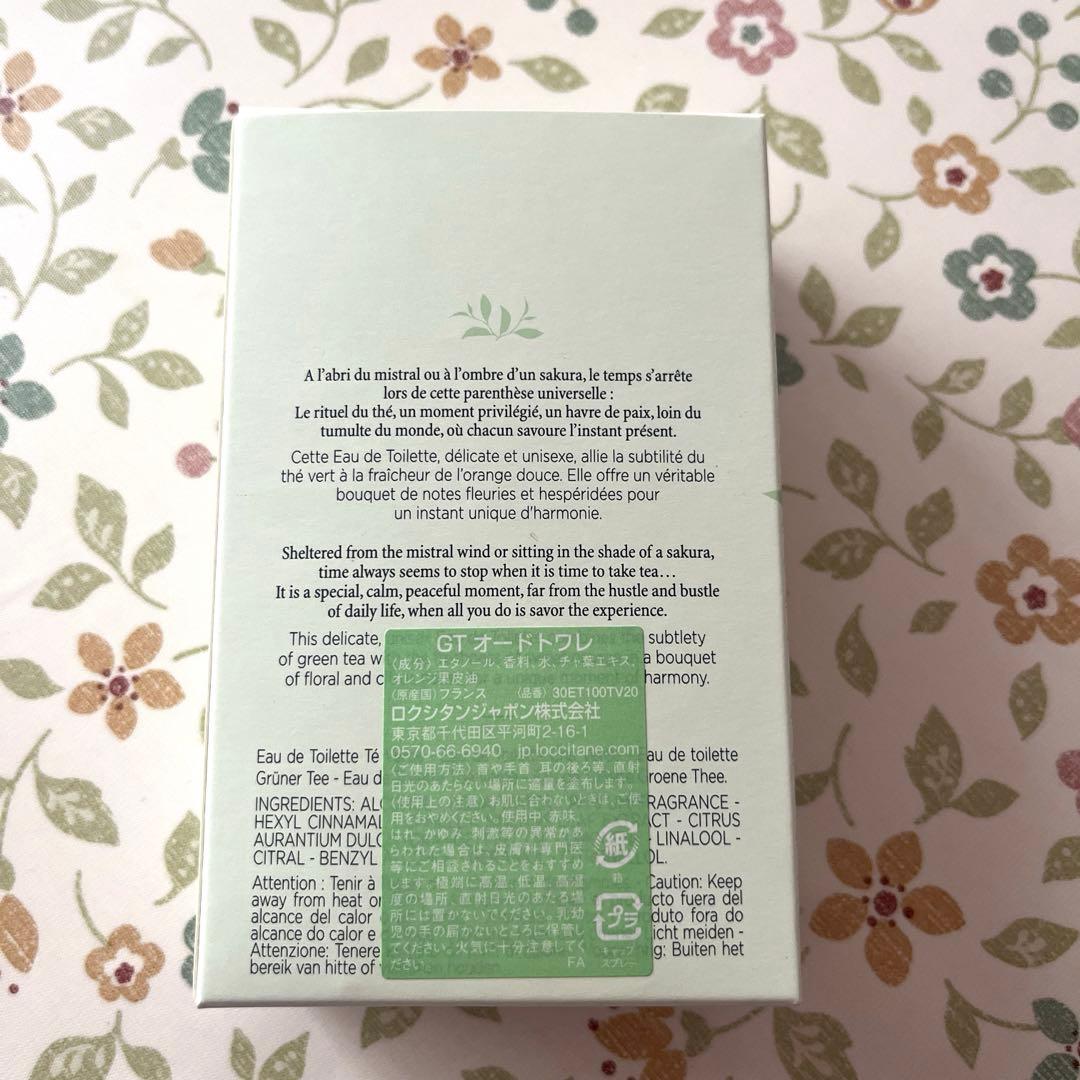 A l'abri du mistral ou à l'ombre d'un sakura, le temps s'arrête
lors de cette parenthèse universelle :
Le rituel du thé, un moment privilégié, un havre de paix, loin du
tumulte du monde, où chacun savoure l'instant présent.
Cette Eau de Toilette, délicate et unisexe, allie la subtilité du
thé vert à la fraîcheur de l'orange douce. Elle offre un véritable
bouquet de notes fleuries et hespéridées pour
un instant unique d'harmonie.
Sheltered from the mistral wind or sitting in the shade of a sakura,
time always seems to stop when it is time to take tea...
It is a special, calm, peaceful moment, far from the hustle and bustle
of daily life, when all you do is savor the experience.
This delicate, subtlety
of green tea a bouquet
of floral and harmony.
GT オードトワレ
〈成分〉エタノール、香料、水、チャ葉エキス、
オレンジ果皮油
〈原産国〉フランス 〈品番〉30ET100TV20
ロクシタンジャポン株式会社
東京都千代田区平河町2-16-1
0570-66-6940 jp.loccitane.com
〈ご使用方法〉首や手首、耳の後ろ等、直射
日光のあたらない場所に適量を塗布します。
〈使用上の注意〉お肌に合わないときは、ご使
用をおやめください。使用中、赤味、
はれ、かゆみ、刺激等の異常があ
らわれた場合は、皮膚科専門医
等にご相談されることをおすすめ
します。極端に高温、低温、高湿
度の場所、直射日光のあたる場
所には置かないでください。乳幼
児の手の届かないところに保管し
てください。火気に十分注意してく
ださい。 FA
紙
箱
プラ
キャップ
スプレー
Eau de Toilette Té au de toilette
Grüner Tee - Eau d roene Thee.
INGREDIENTS: ALC RAGRANCE -
HEXYL CINNAMAL ACT - CITRUS
AURANTIUM DULC - LINALOOL -
CITRAL - BENZYL OL.
Attention : Tenir à Caution: Keep
away from heat or cto fuera del
alcance del calor duto fora do
alcance do calor e icht meiden -
Attenzione: Tenere g: Buiten het
bereik van hitte of